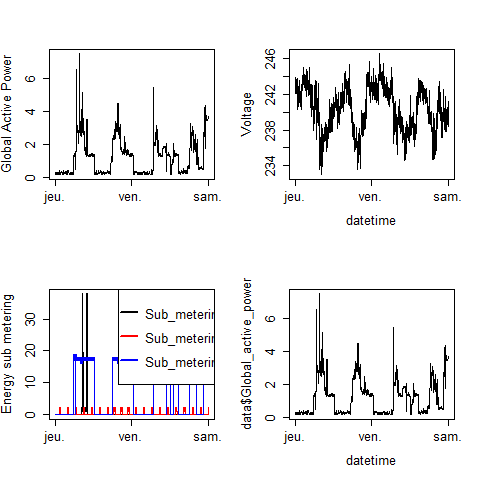 Global Active Power
0 2 4 6
jeu. ven. sam.
Voltage
234 238 242 246
jeu. ven. sam.
datetime
Energy sub metering
0 10 20 30
Sub_meterin
Sub_meterin
Sub_meterin
jeu. ven. sam.
data$Global_active_power
0 2 4 6
jeu. ven. sam.
datetime